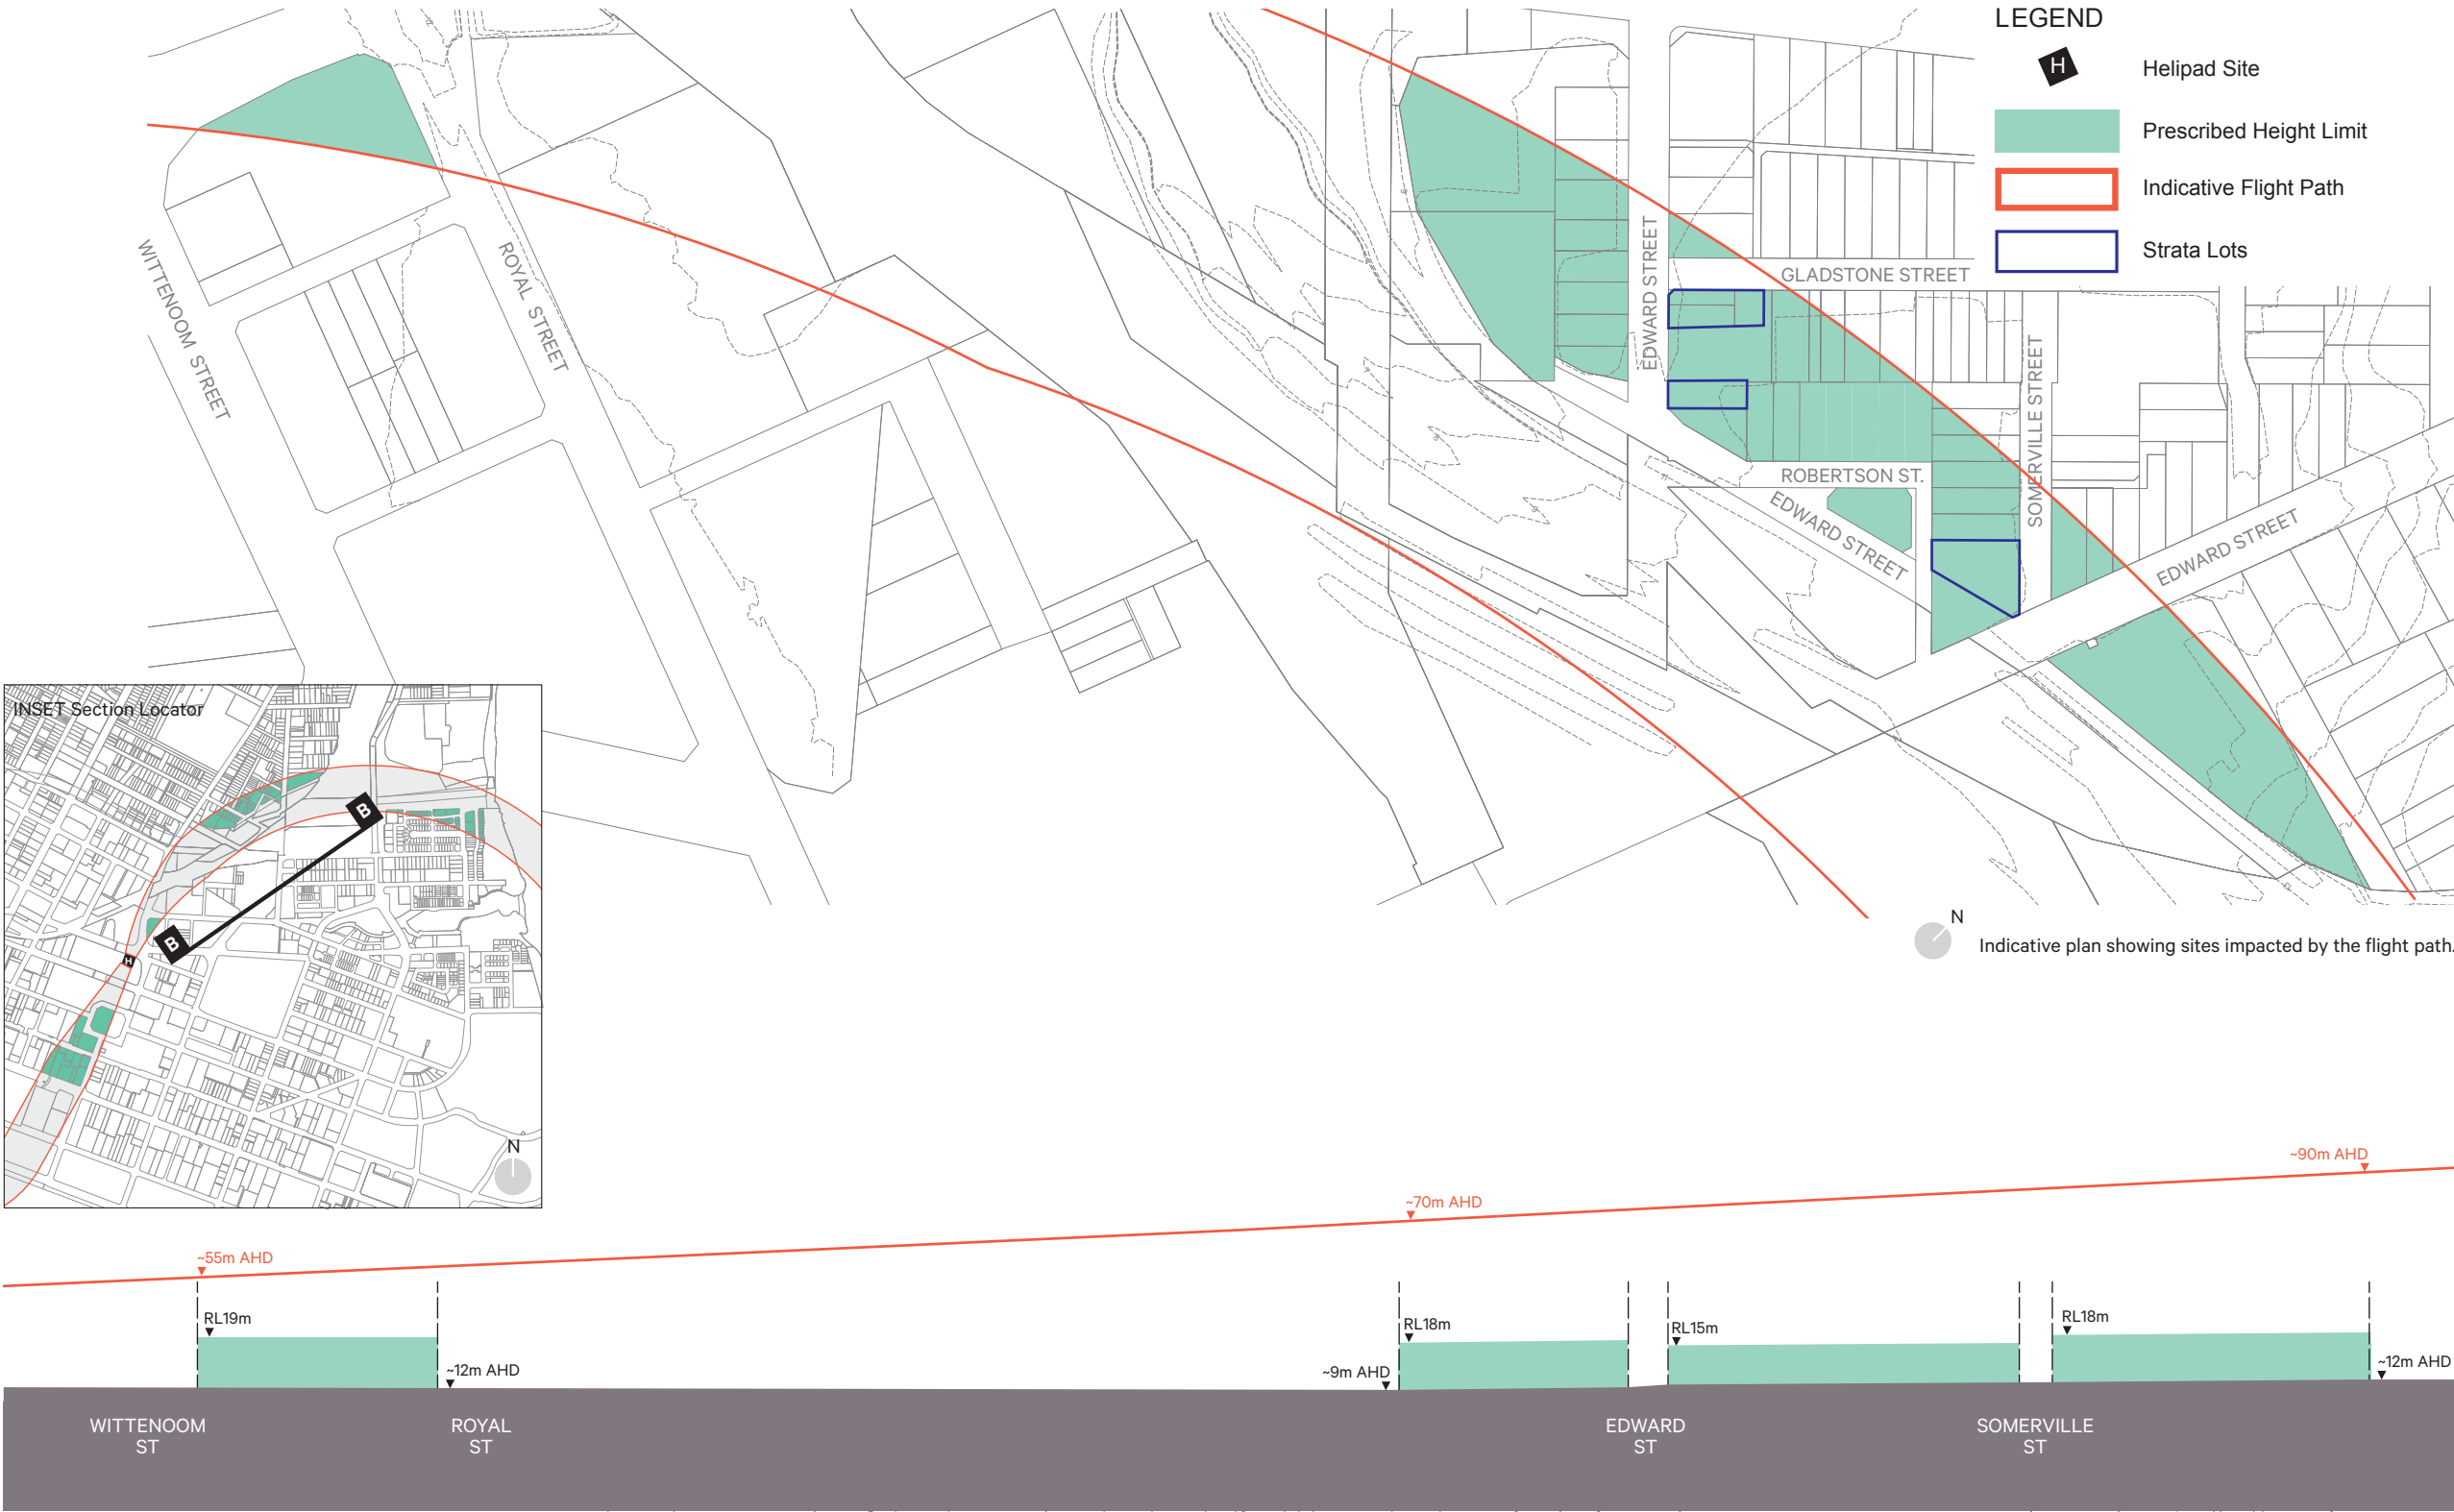 LEGEND
H
Helipad Site
Prescribed Height Limit
Indicative Flight Path
Strata Lots
WITTENOOM STREET
ROYAL STREET
EDWARD STREET
GLADSTONE STREET
SOMERVILLE STREET
ROBERTSON ST.
EDWARD STREET
EDWARD STREET
N
Indicative plan showing sites impacted by the flight path.
INSET Section Locator
B
B
H
N
~90m AHD
~70m AHD
~55m AHD
RL19m
~12m AHD
~9m AHD
RL18m
RL15m
RL18m
~12m AHD
WITTENOOM
ST
ROYAL
ST
EDWARD
ST
SOMERVILLE
ST